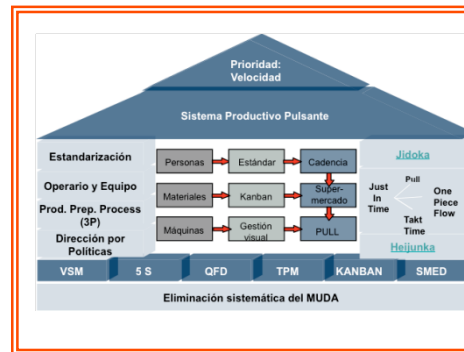 Prioridad:
Velocidad
Sistema Productivo Pulsante
Estandarización
Operario y Equipo
Prod. Prep. Process
(3P)
Dirección por
Políticas
Personas
Estándar
Cadencia
Materiales
Kanban
Super-
mercado
Máquinas
Gestión
visual
PULL
Jidoka
Just
In
Time
Pull
One
Piece
Flow
Takt
Time
Heijunka
VSM
5 S
QFD
TPM
KANBAN
SMED
Eliminación sistemática del MUDA